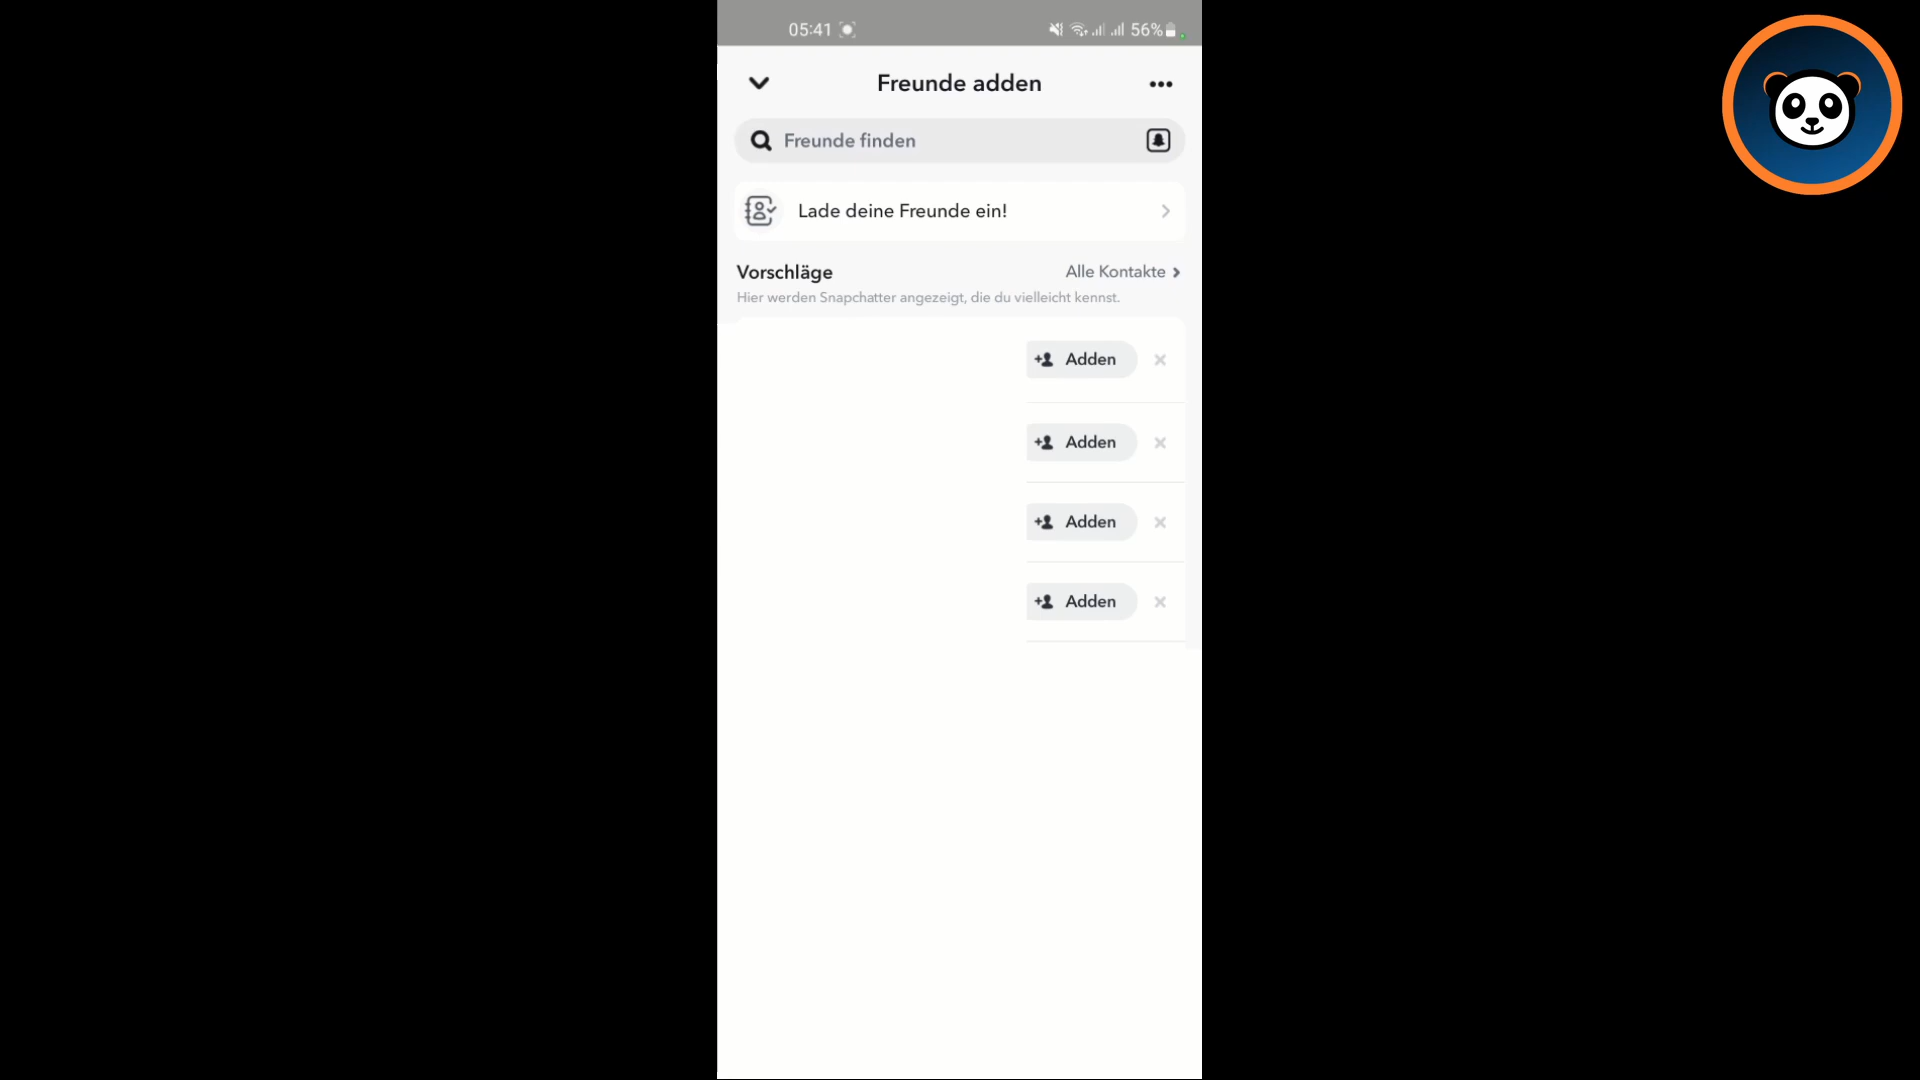 05:41
56%
Freunde adden
Freunde finden
Lade deine Freunde ein!
Vorschläge
Alle Kontakte
Hier werden Snapchatter angezeigt, die du vielleicht kennst.
Adden
Adden
Adden
Adden